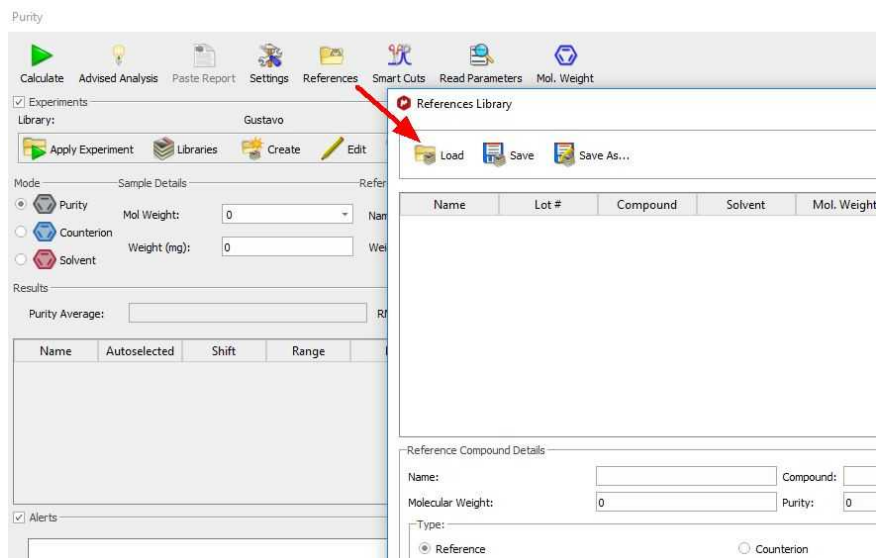 Purity
Calculate Advised Analysis Paste Report Settings References Smart Cuts Read Parameters Mol. Weight
Experiments
Library: Gustavo
Apply Experiment Libraries Create Edit
Mode Sample Details
Purity
Mol Weight: 0
Counterion
Weight (mg): 0
Solvent
Results
Purity Average:
Name Autoselected Shift Range
Alerts
References Library
Load Save Save As...
Name Lot # Compound Solvent Mol. Weight
Reference Compound Details
Name: Compound:
Molecular Weight: 0 Purity: 0
Type:
Reference Counterion